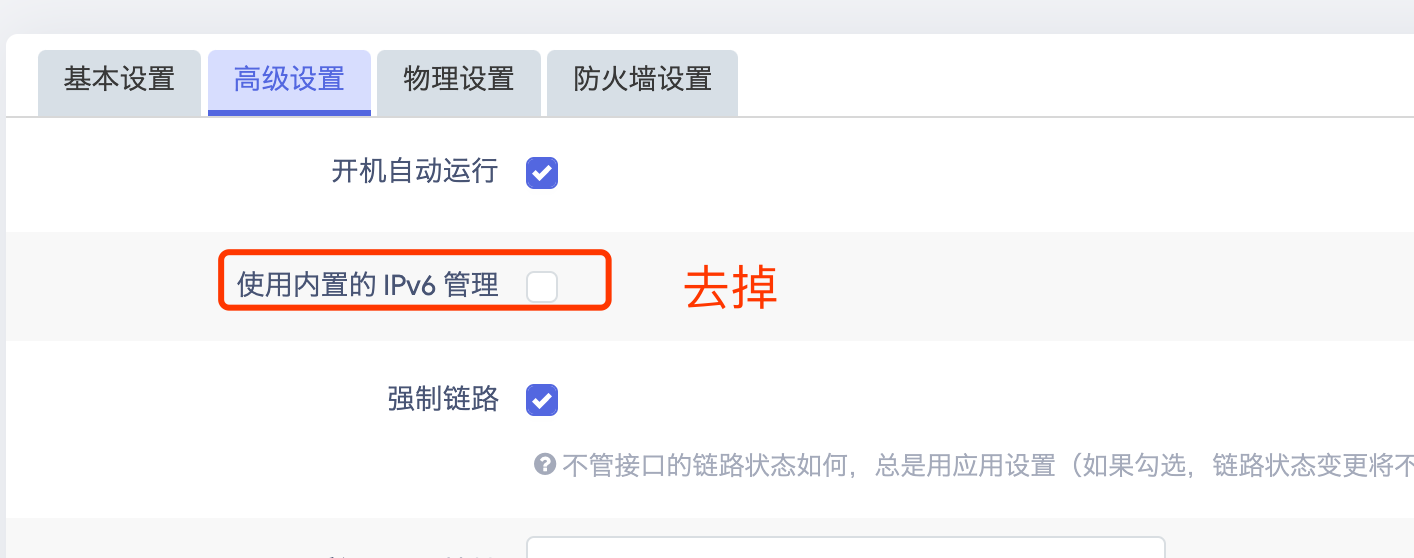 基本设置 高级设置 物理设置 防火墙设置
开机自动运行
使用内置的 IPv6 管理 去掉
强制链路
不管接口的链路状态如何，总是用应用设置（如果勾选，链路状态变更将不